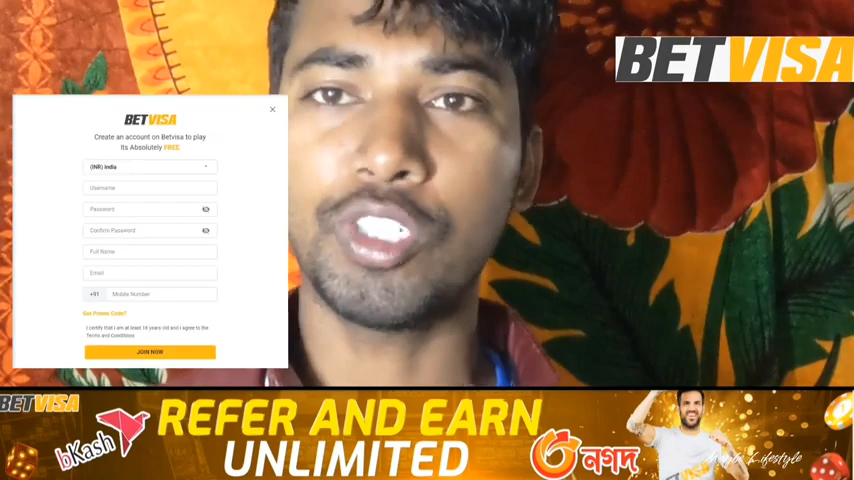 BETVISA
BETVISA
Create an account on Betvisa to play
Its Absolutely FREE
(INR) India
Username
Password
Confirm Password
Full Name
Email
+91 Mobile Number
Got Promo Code?
I certify that I am at least 18 years old and I agree to the
Terms and Conditions
JOIN NOW
BETVISA
bKash
REFER AND EARN
UNLIMITED
নগদ
Lifestyle